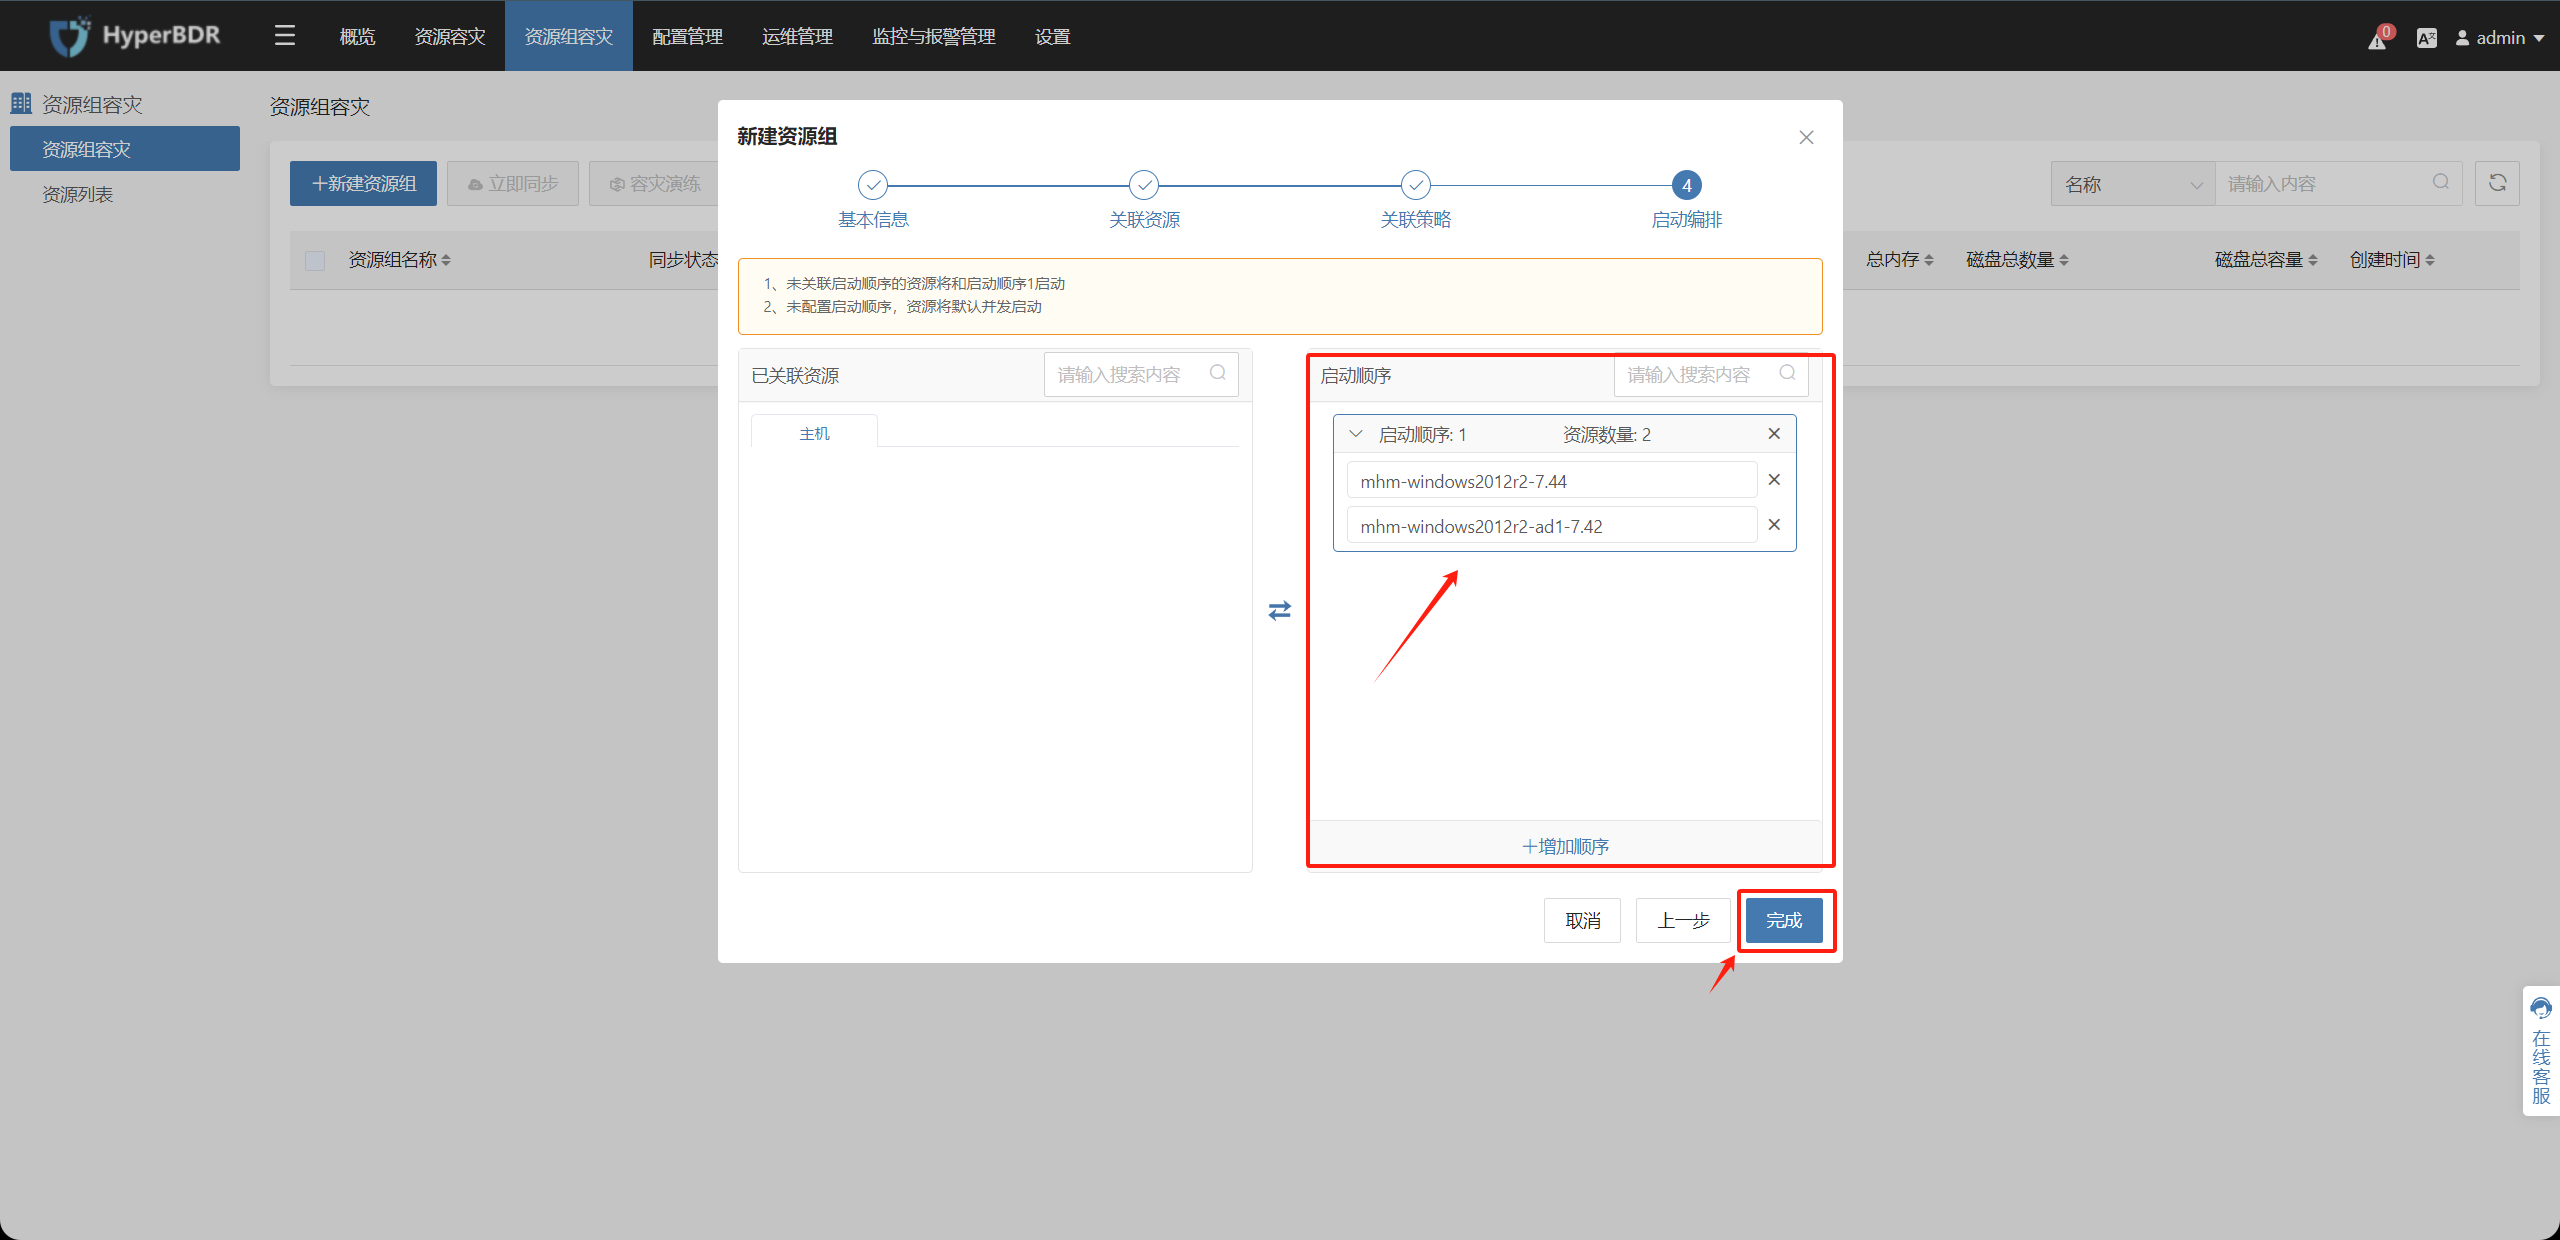 HyperBDR
概览
资源容灾
资源组容灾
配置管理
运维管理
监控与报警管理
设置
0
admin
资源组容灾
资源组容灾
资源列表
资源组容灾
十新建资源组
立即同步
容灾演练
名称
请输入内容
资源组名称
同步状态
总内存
磁盘总数量
磁盘总容量
创建时间
新建资源组
4
基本信息
关联资源
关联策略
启动编排
1、未关联启动顺序的资源将和启动顺序1启动
2、未配置启动顺序，资源将默认并发启动
已关联资源
请输入搜索内容
主机
启动顺序
请输入搜索内容
启动顺序: 1
资源数量: 2
mhm-windows2012r2-7.44
mhm-windows2012r2-ad1-7.42
+增加顺序
取消
上一步
完成
在线客服